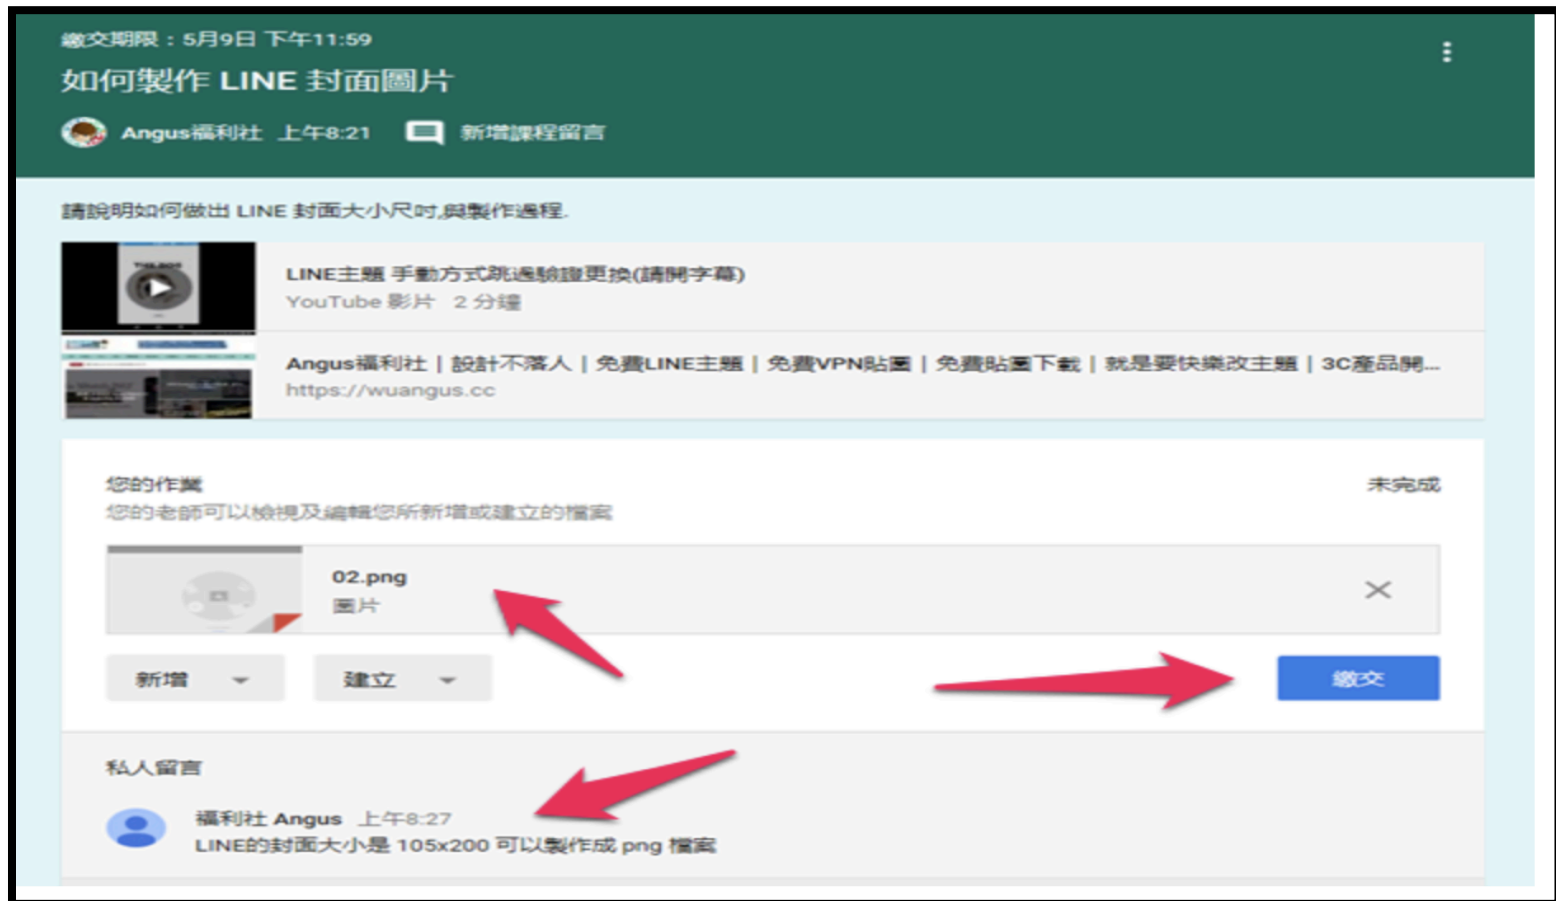 繳交期限：5月9日 下午11:59
如何製作 LINE 封面圖片
Angus福利社 上午8:21 新增課程留言
請說明如何做出 LINE 封面大小尺吋,與製作過程.
LINE主題 手動方式跳過驗證更換(請開字幕)
YouTube 影片 2 分鐘
Angus福利社 | 設計不落人 | 免費LINE主題 | 免費VPN貼圖 | 免費貼圖下載 | 就是要快樂改主題 | 3C產品開...
https://wuangus.cc
您的作業 未完成
您的老師可以檢視及編輯您所新增或建立的檔案
02.png
圖片
新增 建立 繳交
私人留言
福利社 Angus 上午8:27
LINE的封面大小是 105x200 可以製作成 png 檔案